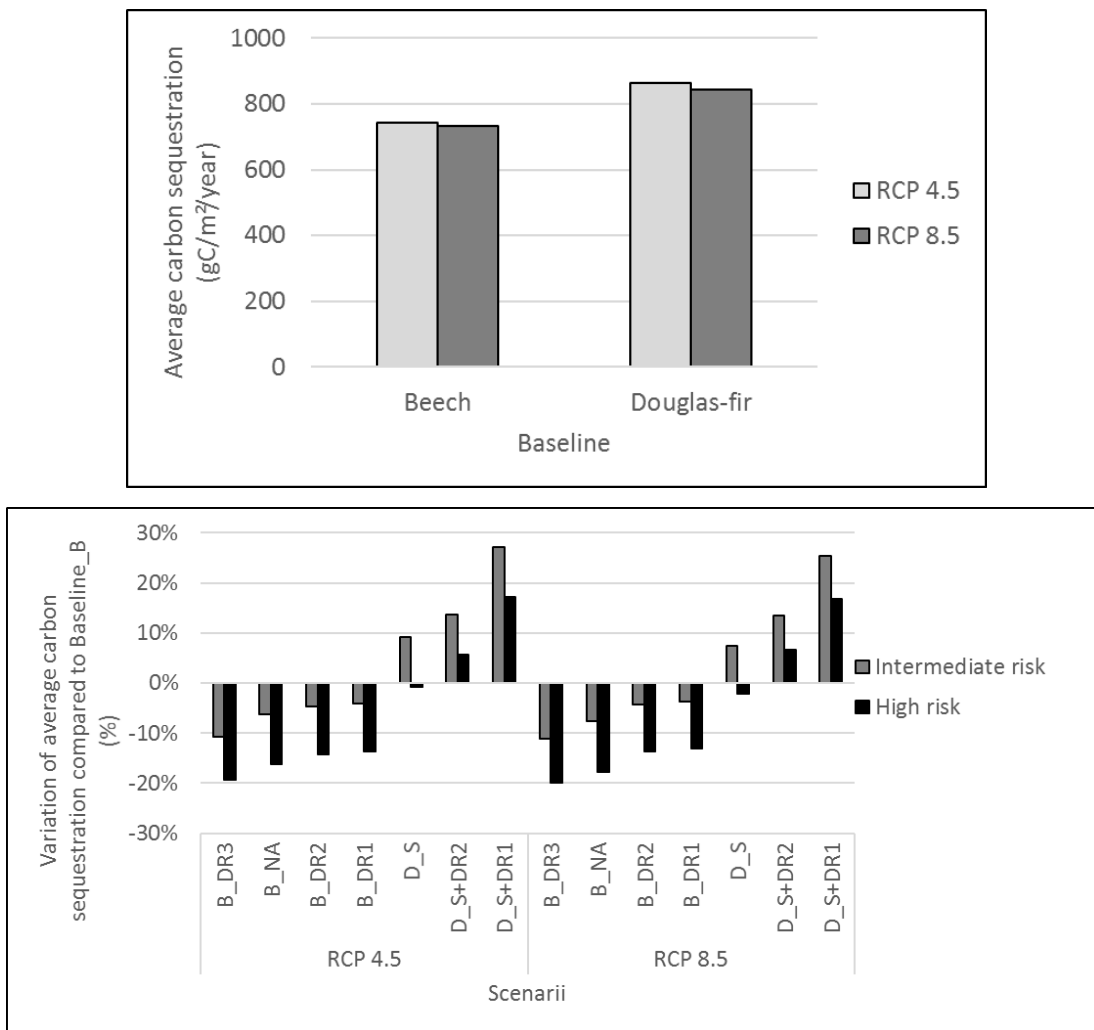 1000
800
600
400
200
0
Average carbon sequestration
(gC/m²/year)
Beech
Douglas-fir
Baseline
RCP 4.5
RCP 8.5
30%
20%
10%
0%
-10%
-20%
-30%
Variation of average carbon
sequestration compared to Baseline_B
(%)
B_DR3
B_NA
B_DR2
B_DR1
D_S
D_S+DR2
D_S+DR1
B_DR3
B_NA
B_DR2
B_DR1
D_S
D_S+DR2
D_S+DR1
RCP 4.5
RCP 8.5
Scenarii
Intermediate risk
High risk